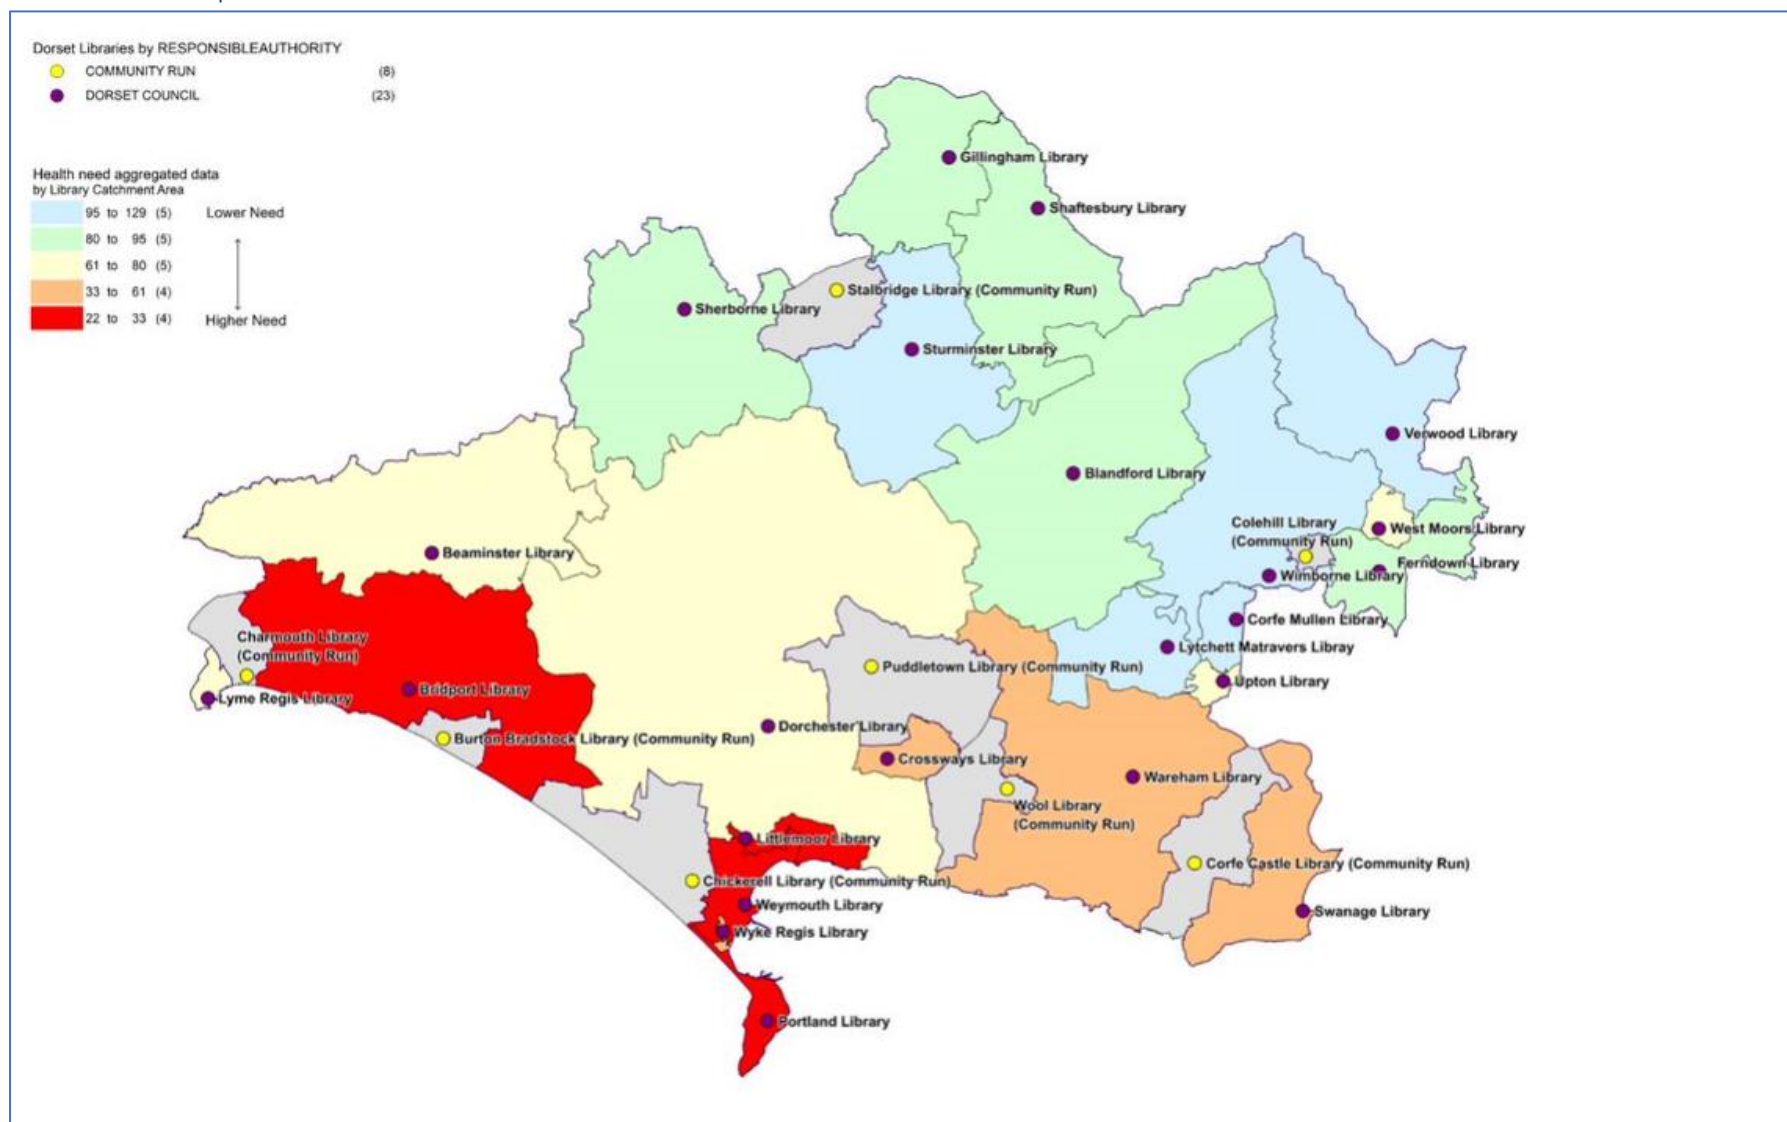 Dorset Libraries by RESPONSIBLEAUTHORITY
COMMUNITY RUN (8)
DORSET COUNCIL (23)
Health need aggregated data
by Library Catchment Area
95 to 129 (5) Lower Need
80 to 95 (5)
61 to 80 (5)
33 to 61 (4)
22 to 33 (4) Higher Need
Gillingham Library
Shaftesbury Library
Stalbridge Library (Community Run)
Sherborne Library
Sturminster Library
Verwood Library
Blandford Library
Colehill Library
(Community Run)
West Moors Library
Beaminster Library
Ferndown Library
Wimborne Library
Corfe Mullen Library
Charmouth Library
(Community Run)
Lytchett Matravers Libray
Puddletown Library (Community Run)
Upton Library
Bridport Library
Lyme Regis Library
Dorchester Library
Burton Bradstock Library (Community Run)
Crossways Library
Wareham Library
Wool Library
(Community Run)
Littlemoor Library
Corfe Castle Library (Community Run)
Chickerell Library (Community Run)
Weymouth Library
Swanage Library
Wyke Regis Library
Portland Library